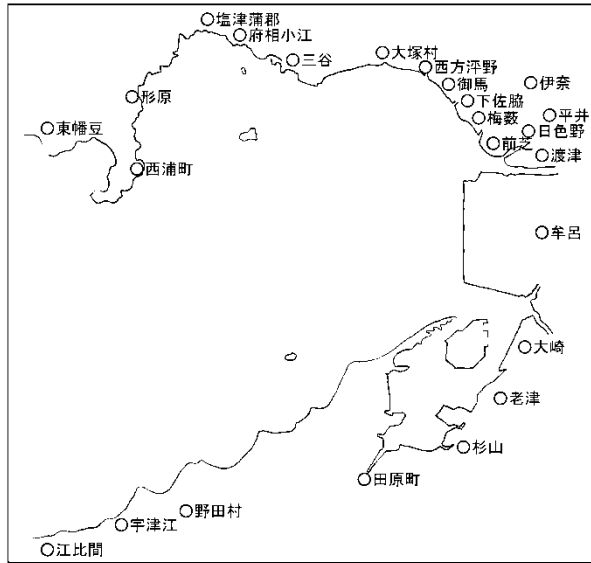 塩津蒲郡
府相小江
三谷
大塚村
西方泙野
御馬
伊奈
形原
下佐脇
梅薮
平井
東幡豆
日色野
前芝
渡津
西浦町
牟呂
大崎
老津
杉山
田原町
野田村
宇津江
江比間